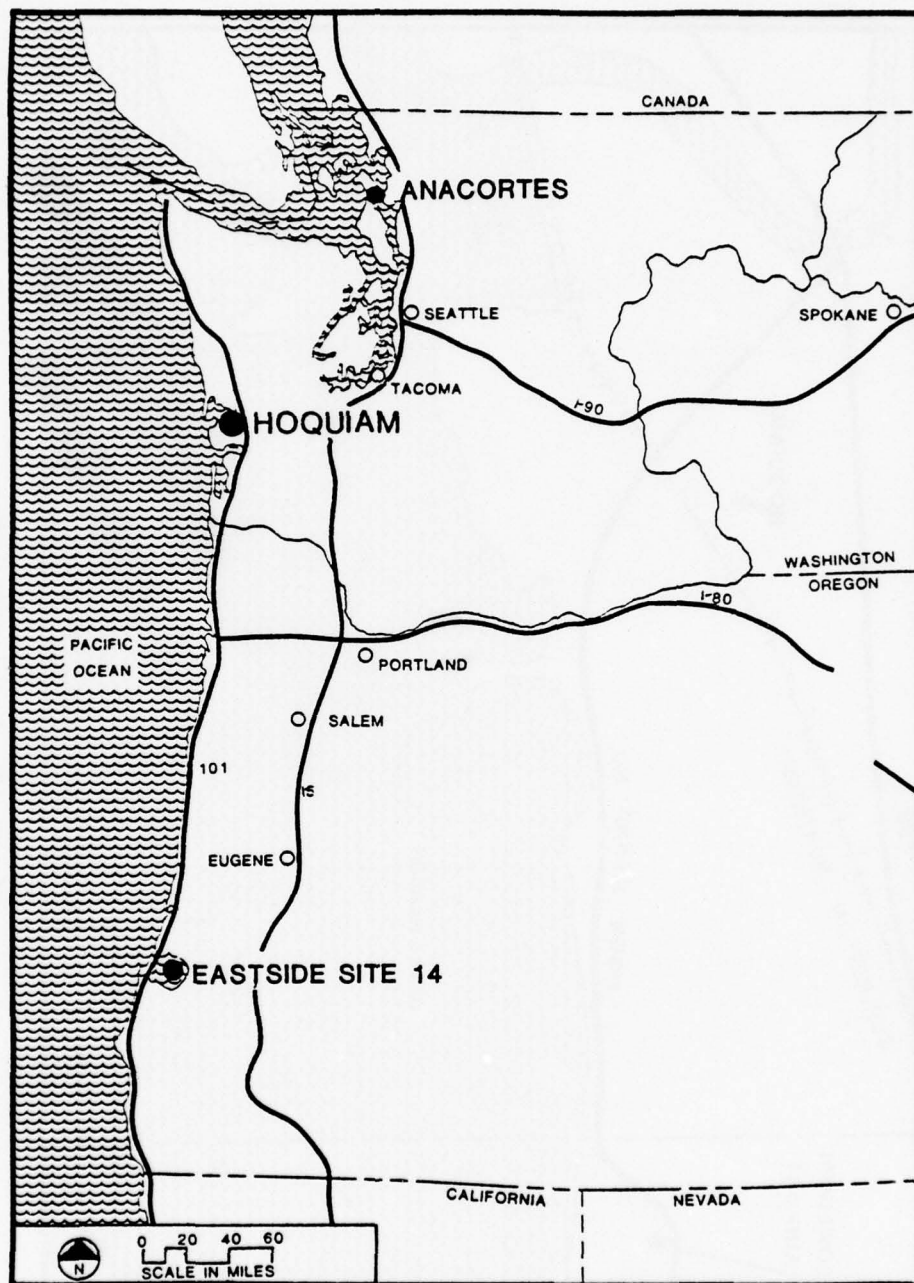 CANADA
ANACORTES
SEATTLE
SPOKANE
TACOMA
I-90
HOQUIAM
WASHINGTON
OREGON
I-80
PACIFIC
OCEAN
PORTLAND
SALEM
101
I5
EUGENE
EASTSIDE SITE 14
CALIFORNIA
NEVADA
0 20 40 60
SCALE IN MILES
N